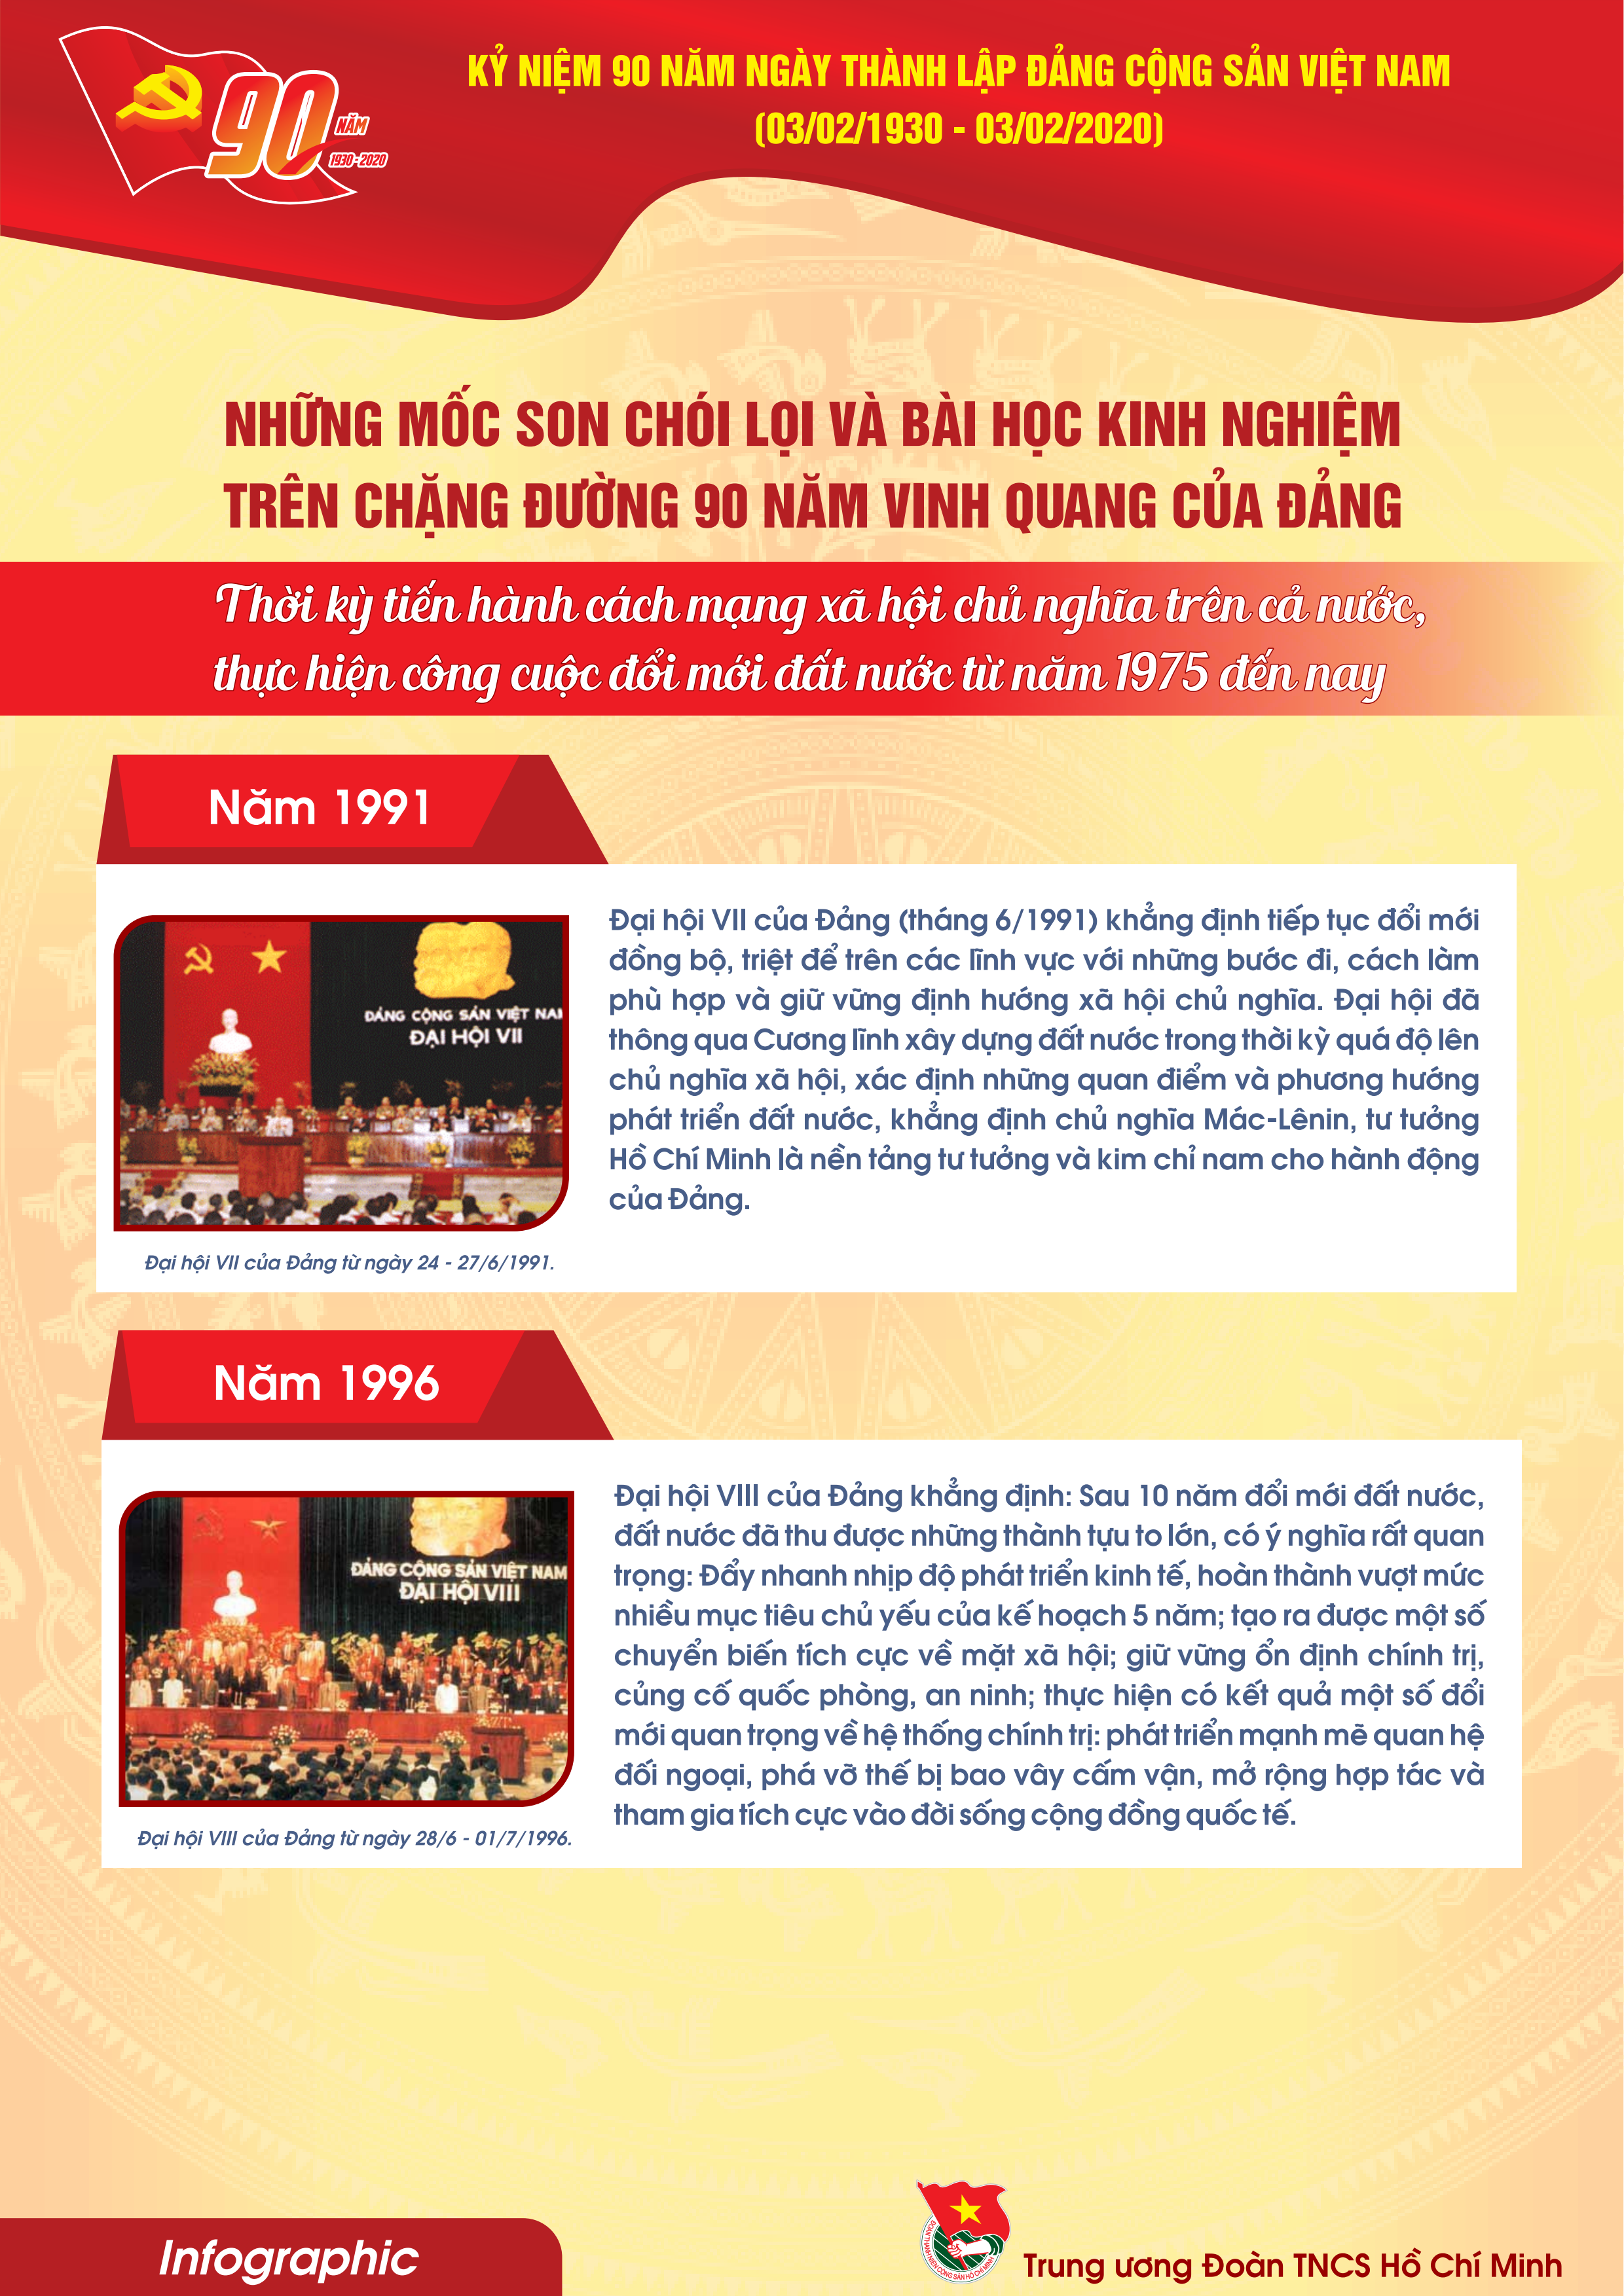 90
NĂM
1930-2020
KỶ NIỆM 90 NĂM NGÀY THÀNH LẬP ĐẢNG CỘNG SẢN VIỆT NAM
(03/02/1930 - 03/02/2020)
NHỮNG MỐC SON CHÓI LỌI VÀ BÀI HỌC KINH NGHIỆM
TRÊN CHẶNG ĐƯỜNG 90 NĂM VINH QUANG CỦA ĐẢNG
Thời kỳ tiến hành cách mạng xã hội chủ nghĩa trên cả nước,
thực hiện công cuộc đổi mới đất nước từ năm 1975 đến nay
Năm 1991
ĐẢNG CỘNG SẢN VIỆT NAM
ĐẠI HỘI VII
Đại hội VII của Đảng từ ngày 24 - 27/6/1991.
Đại hội VII của Đảng (tháng 6/1991) khẳng định tiếp tục đổi mới
đồng bộ, triệt để trên các lĩnh vực với những bước đi, cách làm
phù hợp và giữ vững định hướng xã hội chủ nghĩa. Đại hội đã
thông qua Cương lĩnh xây dựng đất nước trong thời kỳ quá độ lên
chủ nghĩa xã hội, xác định những quan điểm và phương hướng
phát triển đất nước, khẳng định chủ nghĩa Mác-Lênin, tư tưởng
Hồ Chí Minh là nền tảng tư tưởng và kim chỉ nam cho hành động
của Đảng.
Năm 1996
ĐẢNG CỘNG SẢN VIỆT NAM
ĐẠI HỘI VIII
Đại hội VIII của Đảng từ ngày 28/6 - 01/7/1996.
Đại hội VIII của Đảng khẳng định: Sau 10 năm đổi mới đất nước,
đất nước đã thu được những thành tựu to lớn, có ý nghĩa rất quan
trọng: Đẩy nhanh nhịp độ phát triển kinh tế, hoàn thành vượt mức
nhiều mục tiêu chủ yếu của kế hoạch 5 năm; tạo ra được một số
chuyển biến tích cực về mặt xã hội; giữ vững ổn định chính trị,
củng cố quốc phòng, an ninh; thực hiện có kết quả một số đổi
mới quan trọng về hệ thống chính trị: phát triển mạnh mẽ quan hệ
đối ngoại, phá vỡ thế bị bao vây cấm vận, mở rộng hợp tác và
tham gia tích cực vào đời sống cộng đồng quốc tế.
Infographic
ĐOÀN THANH NIÊN CỘNG SẢN HỒ CHÍ MINH
Trung ương Đoàn TNCS Hồ Chí Minh